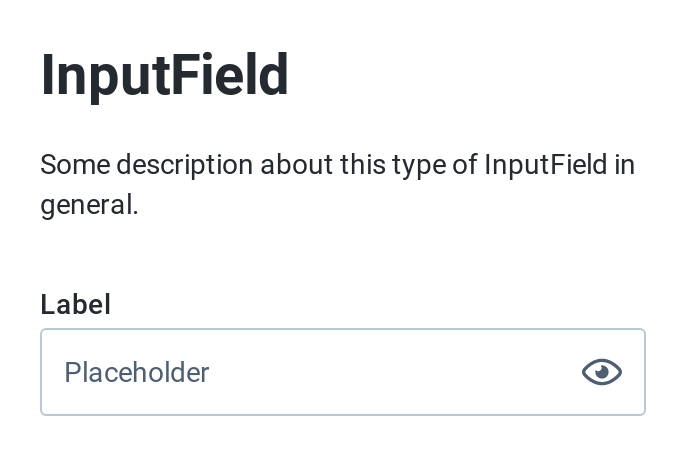 InputField
Some description about this type of InputField in
general.
Label
Placeholder